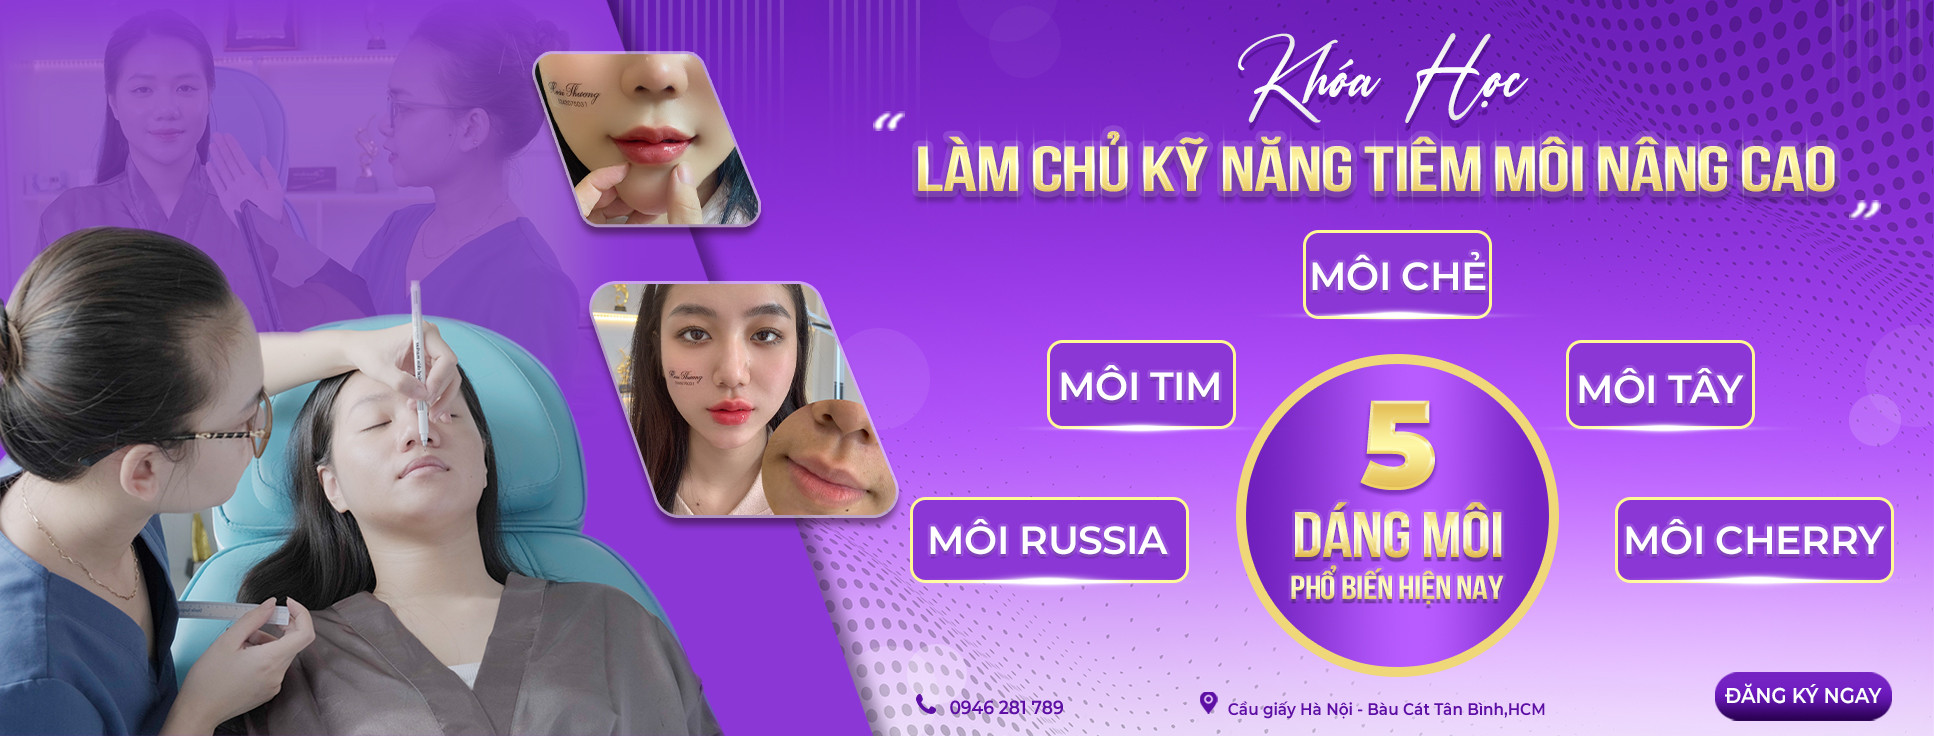 Khóa Học
“ LÀM CHỦ KỸ NĂNG TIÊM MÔI NÂNG CAO ”
MÔI CHẺ
MÔI TIM
MÔI TÂY
MÔI RUSSIA
5
DÁNG MÔI
PHỔ BIẾN HIỆN NAY
MÔI CHERRY
0946 281 789
Cầu giấy Hà Nội - Bàu Cát Tân Bình,HCM
ĐĂNG KÝ NGAY